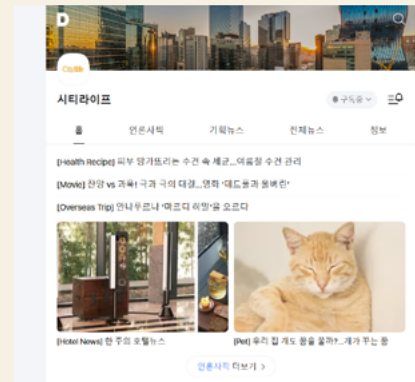 D
CityLife
시티라이프
구독중
홈 언론사픽 기획뉴스 전체뉴스 정보
[Health Recipe] 피부 망가뜨리는 수건 속 세균...여름철 수건 관리
[Movie] 잔망 vs 과묵! 극과 극의 대결...영화 ‘데드풀과 울버린’
[Overseas Trip] 안나푸르나 ‘마르디 히말’을 오르다
[Hotel News] 한 주의 호텔뉴스
[Pet] 우리 집 개도 꿈을 꿀까?...개가 꾸는 꿈
언론사픽 더보기 >